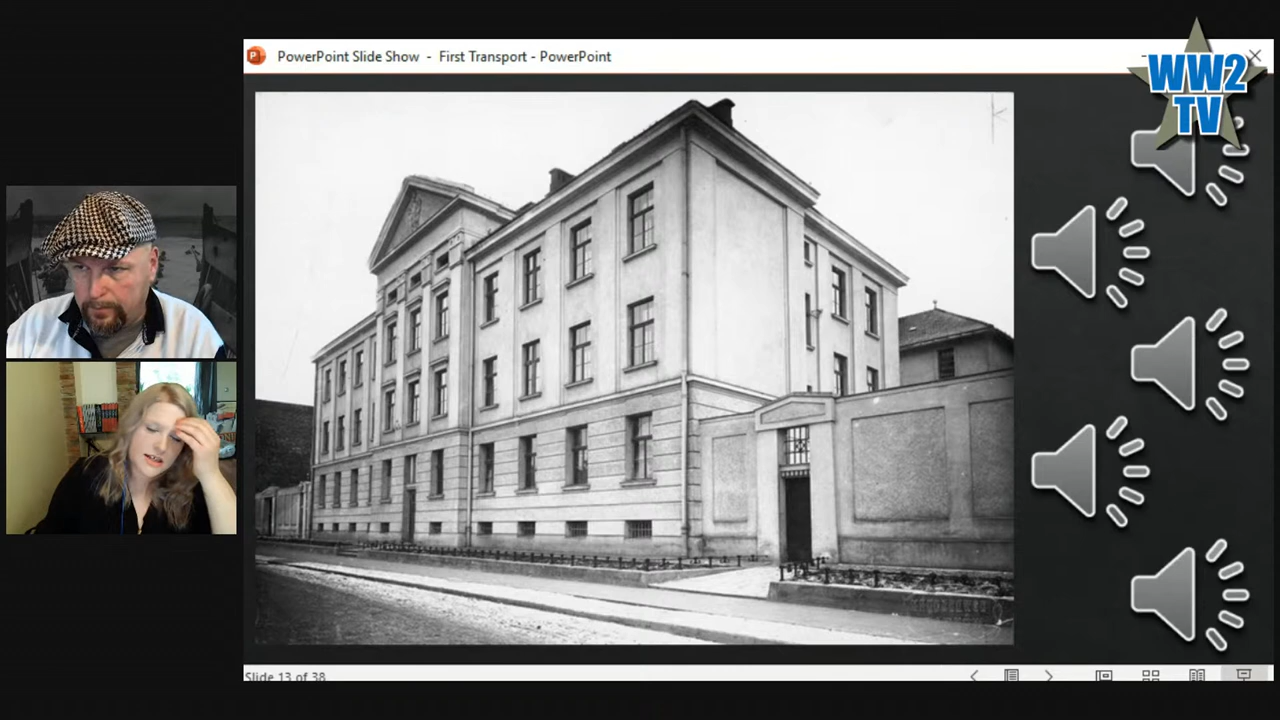 PowerPoint Slide Show - First Transport - PowerPoint
WW2
TV
Slide 13 of 38